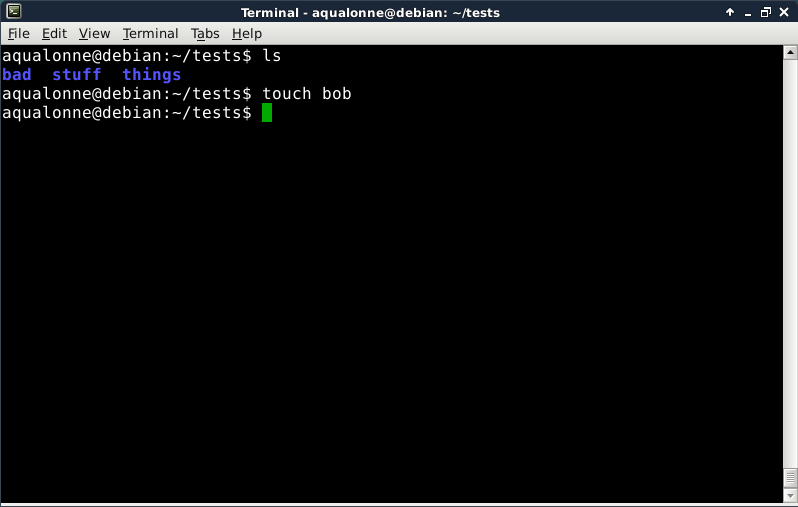 Terminal - aqualonne@debian: ~/tests
File Edit View Terminal Tabs Help
aqualonne@debian:~/tests$ ls
bad  stuff  things
aqualonne@debian:~/tests$ touch bob
aqualonne@debian:~/tests$